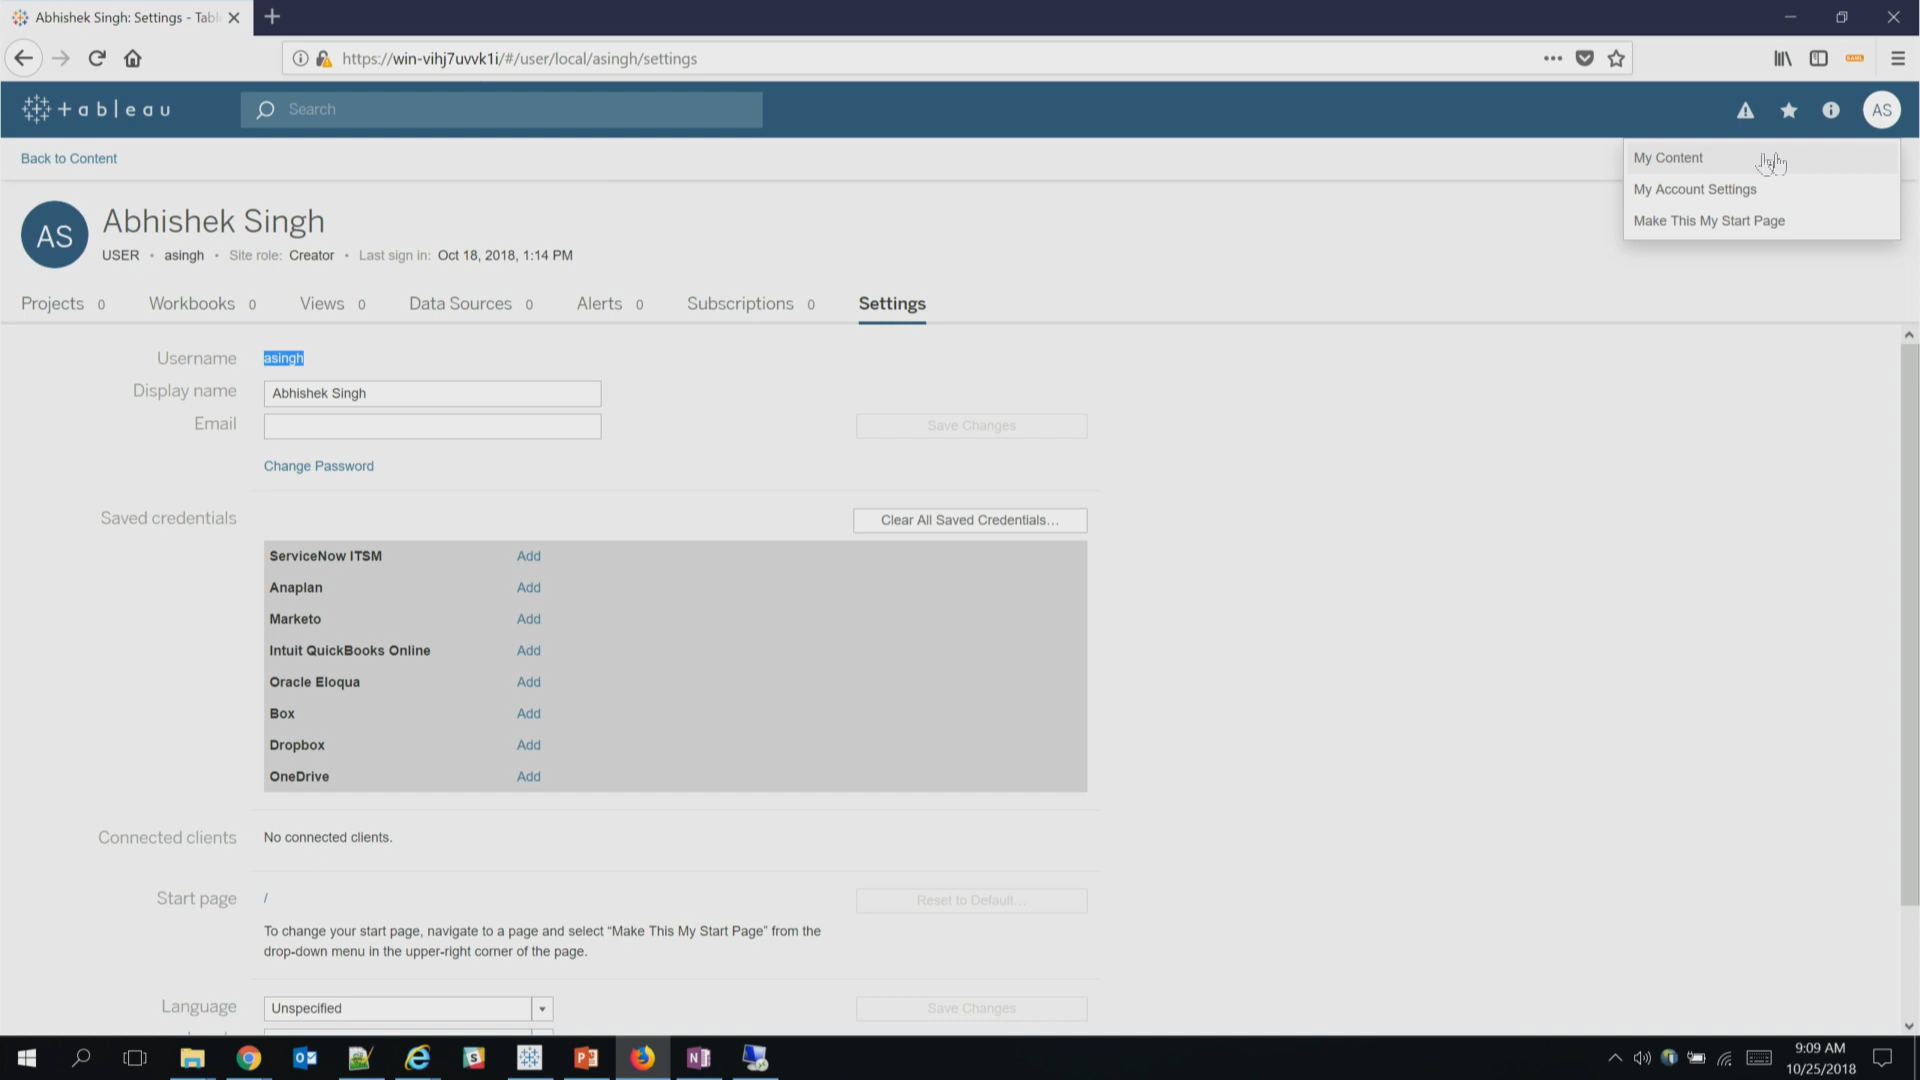 Abhishek Singh: Settings - Tabl
https://win-vihj7uvvk1i/#/user/local/asingh/settings
SAML
+ableau
Search
AS
Back to Content
My Content
My Account Settings
Make This My Start Page
AS
Abhishek Singh
USER • asingh • Site role: Creator • Last sign in: Oct 18, 2018, 1:14 PM
Projects 0 Workbooks 0 Views 0 Data Sources 0 Alerts 0 Subscriptions 0 Settings
Username asingh
Display name Abhishek Singh
Email Save Changes
Change Password
Saved credentials Clear All Saved Credentials…
ServiceNow ITSM Add
Anaplan Add
Marketo Add
Intuit QuickBooks Online Add
Oracle Eloqua Add
Box Add
Dropbox Add
OneDrive Add
Connected clients No connected clients.
Start page / Reset to Default…
To change your start page, navigate to a page and select “Make This My Start Page” from the
drop-down menu in the upper-right corner of the page.
Language Unspecified Save Changes
9:09 AM
10/25/2018